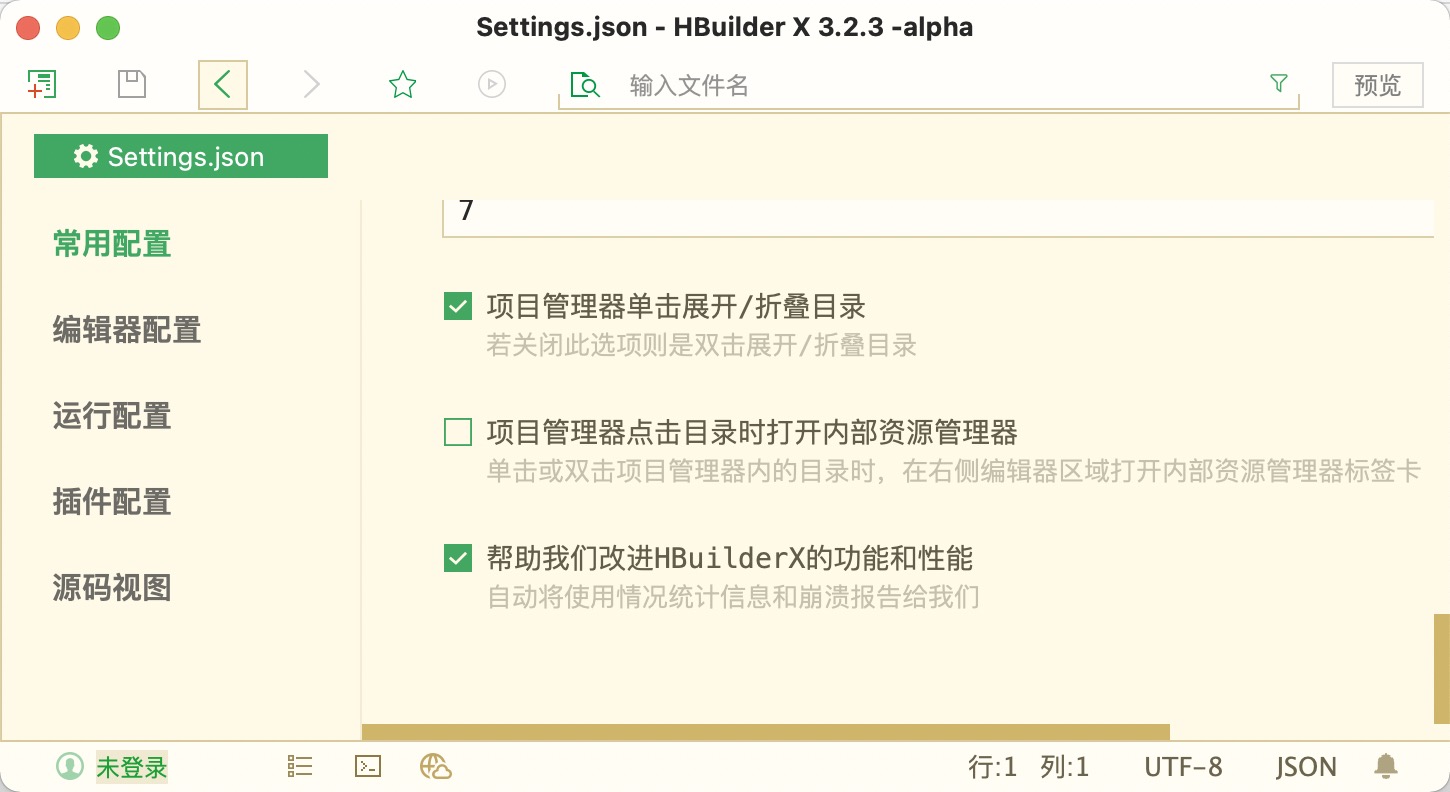 Settings.json - HBuilder X 3.2.3 -alpha
输入文件名
预览
Settings.json
常用配置
编辑器配置
运行配置
插件配置
源码视图
7
项目管理器单击展开/折叠目录
若关闭此选项则是双击展开/折叠目录
项目管理器点击目录时打开内部资源管理器
单击或双击项目管理器内的目录时，在右侧编辑器区域打开内部资源管理器标签卡
帮助我们改进HBuilderX的功能和性能
自动将使用情况统计信息和崩溃报告给我们
未登录
行:1 列:1 UTF-8 JSON